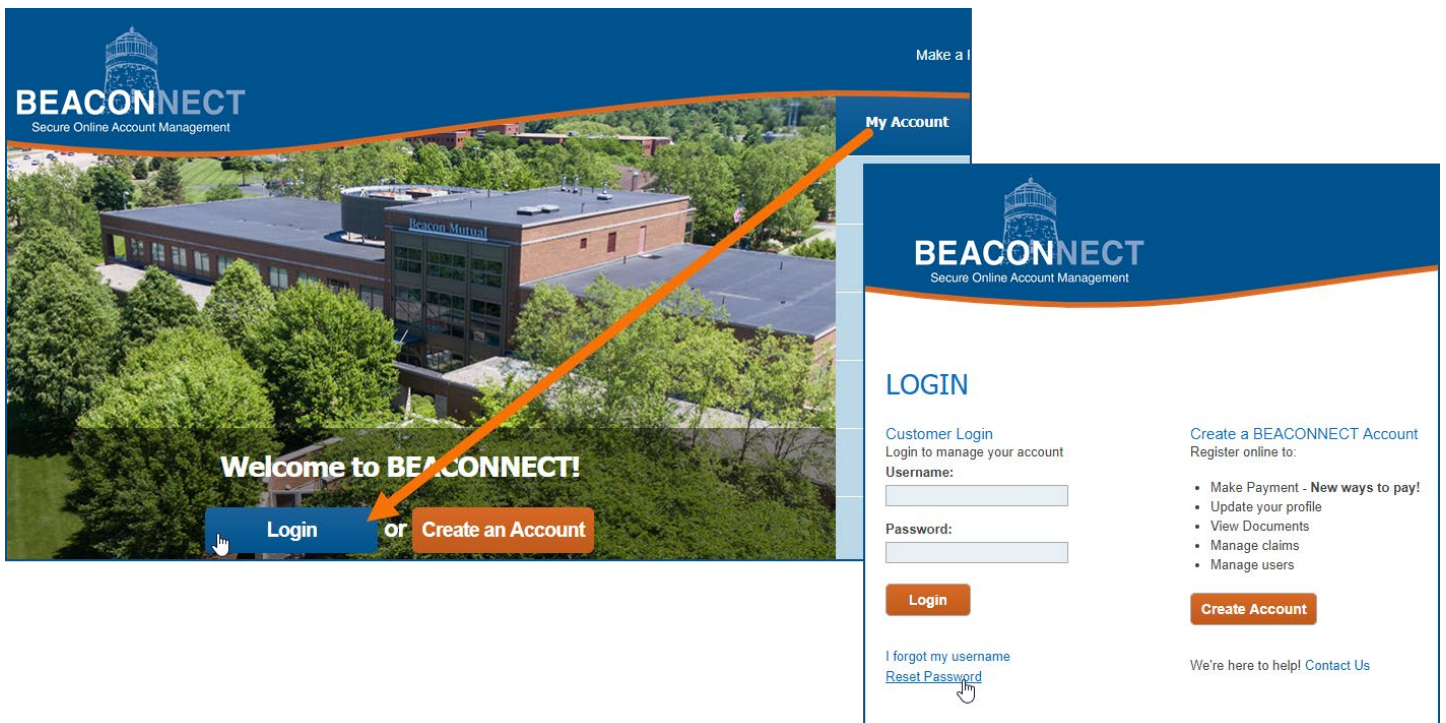 BEACONNECT
Secure Online Account Management
My Account
Beacon Mutual
Welcome to BEACONNECT!
Login
or
Create an Account
BEACONNECT
Secure Online Account Management
LOGIN
Customer Login
Login to manage your account
Username:
Password:
Login
I forgot my username
Reset Password
Create a BEACONNECT Account
Register online to:
• Make Payment - New ways to pay!
• Update your profile
• View Documents
• Manage claims
• Manage users
Create Account
We're here to help! Contact Us